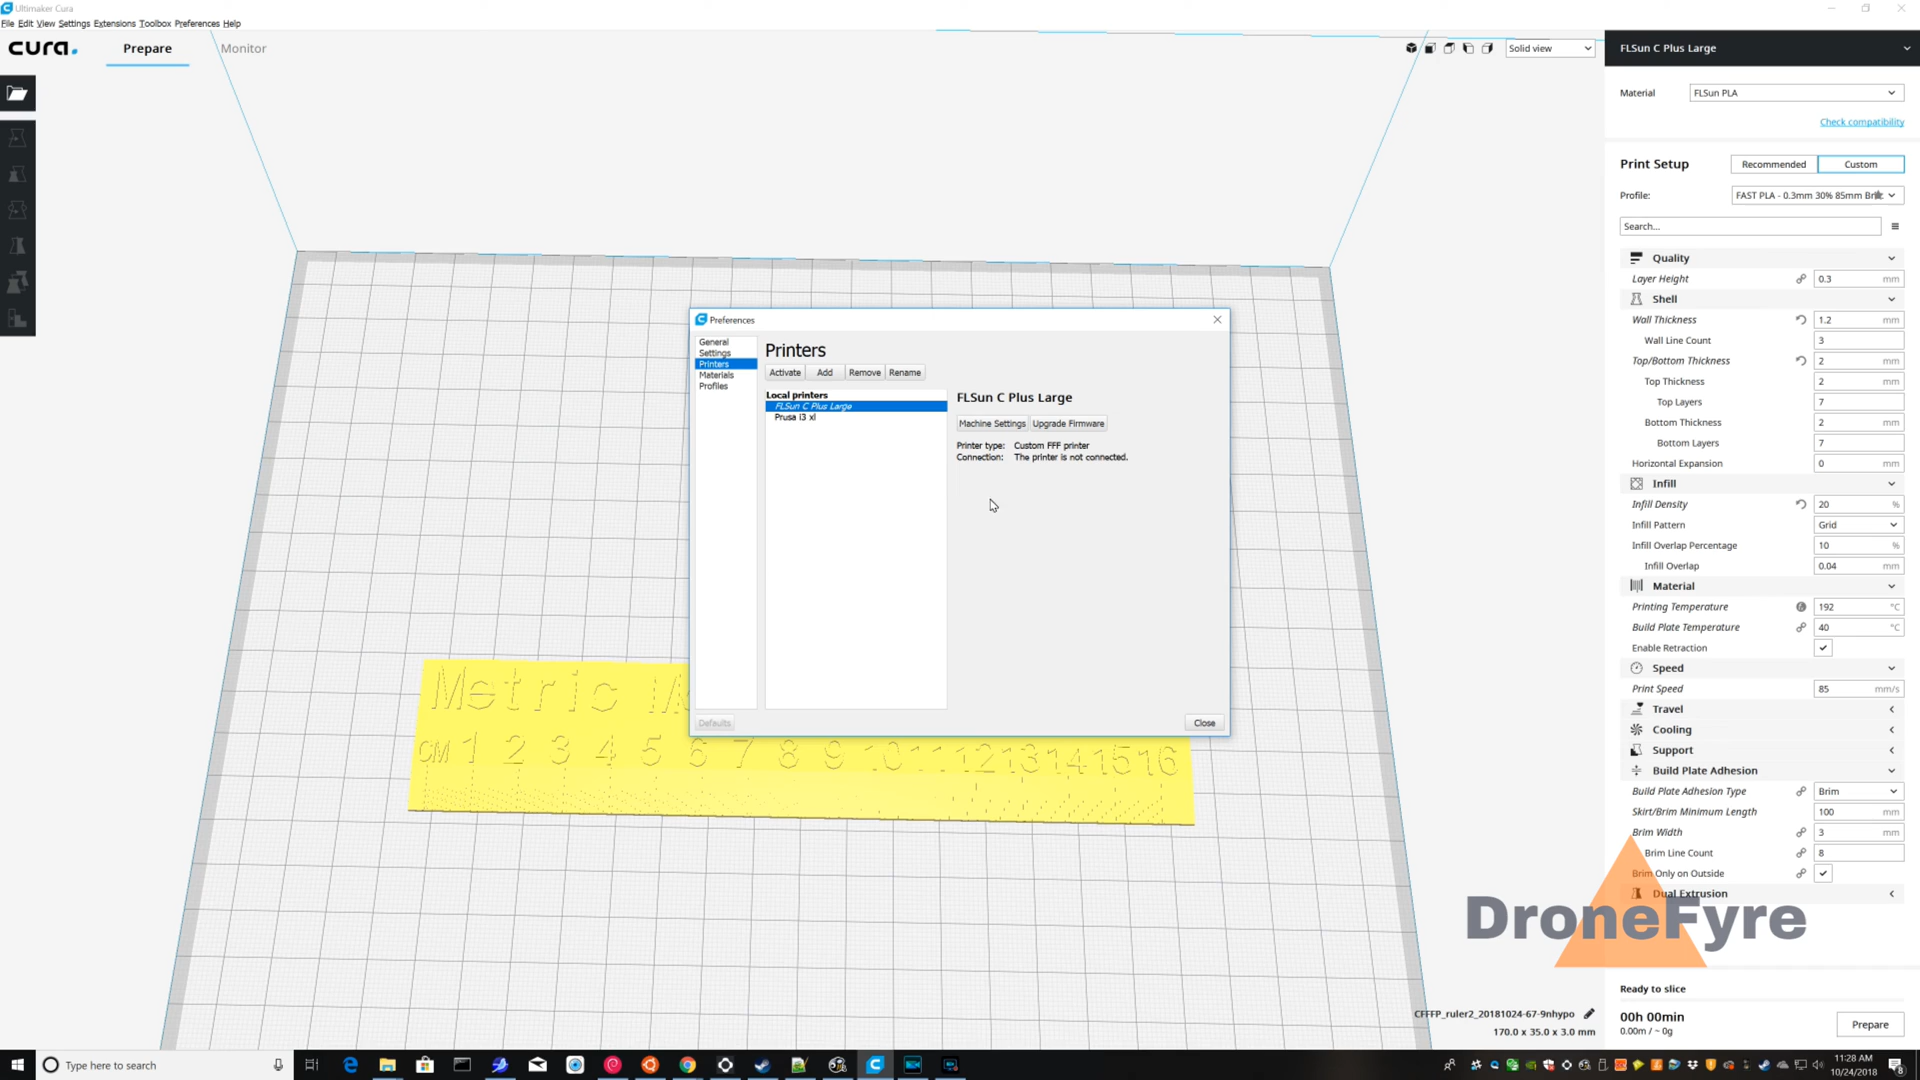 Ultimaker Cura
File Edit View Settings Extensions Toolbox Preferences Help
cura. Prepare Monitor
Solid view
FLSun C Plus Large
Material FLSun PLA
Check compatibility
Print Setup Recommended Custom
Profile: FAST PLA - 0.3mm 30% 85mm
Search...
Quality
Layer Height 0.3 mm
Shell
Wall Thickness 1.2 mm
Wall Line Count 3
Top/Bottom Thickness 2 mm
Top Thickness 2 mm
Top Layers 7
Bottom Thickness 2 mm
Bottom Layers 7
Horizontal Expansion 0 mm
Infill
Infill Density 20 %
Infill Pattern Grid
Infill Overlap Percentage 10 %
Infill Overlap 0.04 mm
Material
Printing Temperature 192 °C
Build Plate Temperature 40 °C
Enable Retraction
Speed
Print Speed 85 mm/s
Travel
Cooling
Support
Build Plate Adhesion
Build Plate Adhesion Type Brim
Skirt/Brim Minimum Length 100 mm
Brim Width 3 mm
Brim Line Count 8
Brim Only on Outside
Dual Extrusion
DroneFyre
Ready to slice
00h 00min
0.00m / ~ 0g
Prepare
Preferences
General
Settings
Printers
Materials
Profiles
Printers
Activate Add Remove Rename
Local printers
FLSun C Plus Large
Prusa i3 xl
FLSun C Plus Large
Machine Settings Upgrade Firmware
Printer type: Custom FFF printer
Connection: The printer is not connected.
Defaults Close
Metric
CM 1 2 3 4 5 6 7 8 9 10 11 12 13 14 15 16
CFFFP_ruler2_20181024-67-9nhypo
170.0 x 35.0 x 3.0 mm
Type here to search
11:28 AM
10/24/2018
8